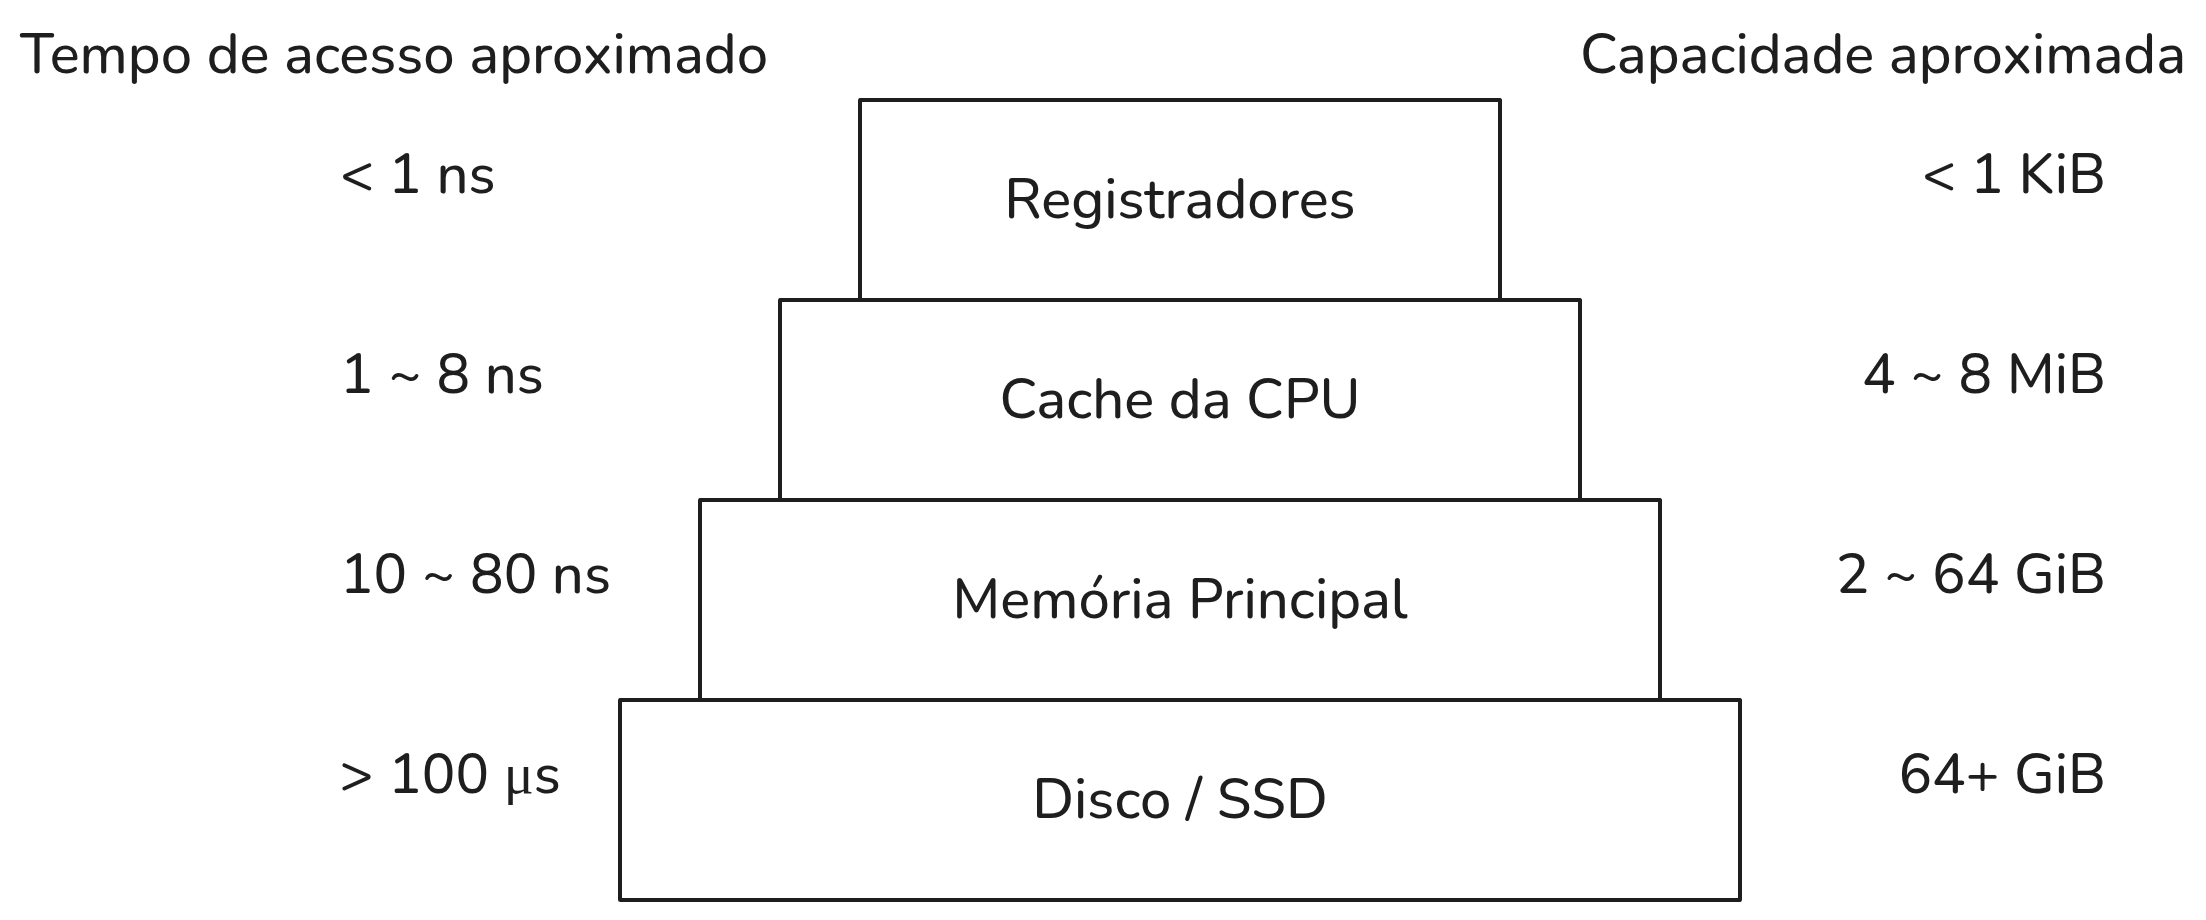 Tempo de acesso aproximado
Capacidade aproximada
< 1 ns
Registradores
< 1 KiB
1 ~ 8 ns
Cache da CPU
4 ~ 8 MiB
10 ~ 80 ns
Memória Principal
2 ~ 64 GiB
> 100 μs
Disco / SSD
64+ GiB